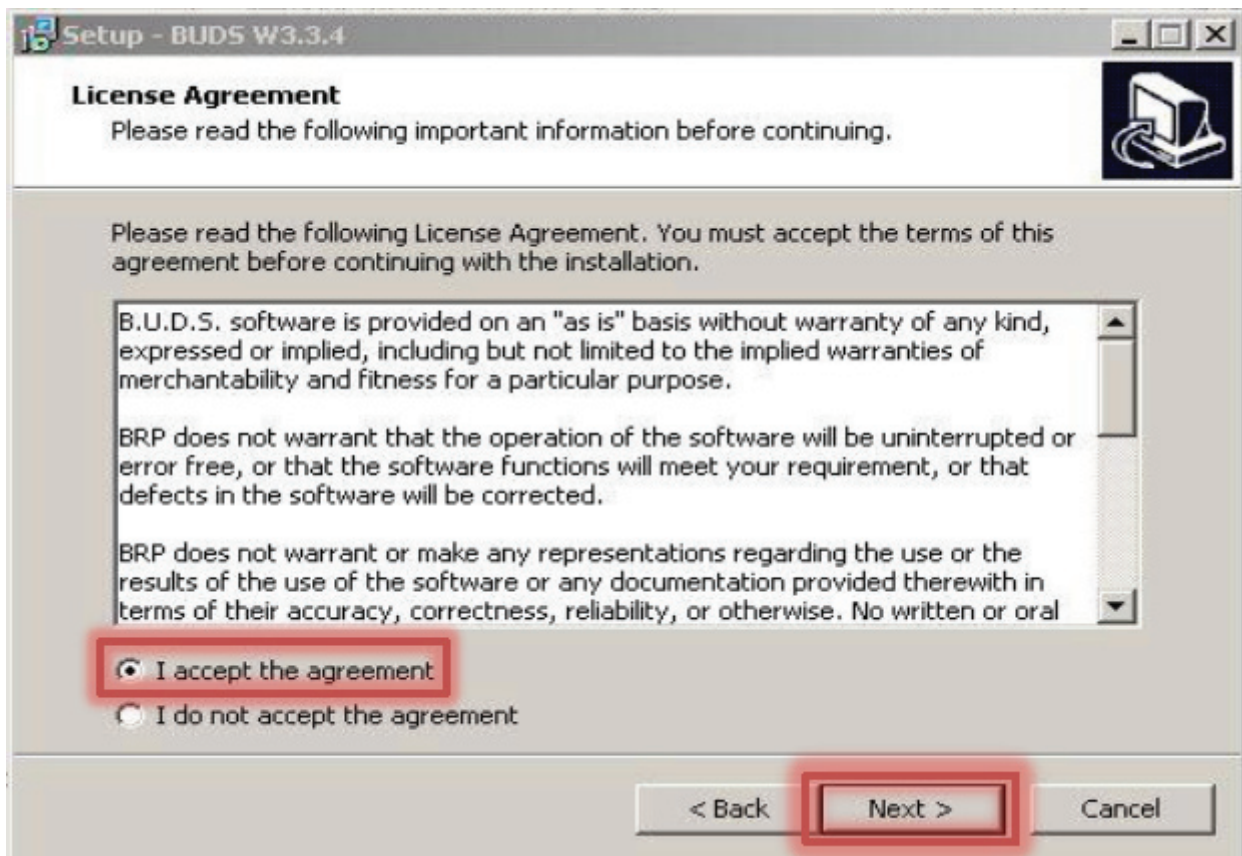 Setup - BUDS W3.3.4
License Agreement
Please read the following important information before continuing.
Please read the following License Agreement. You must accept the terms of this
agreement before continuing with the installation.
B.U.D.S. software is provided on an "as is" basis without warranty of any kind,
expressed or implied, including but not limited to the implied warranties of
merchantability and fitness for a particular purpose.
BRP does not warrant that the operation of the software will be uninterrupted or
error free, or that the software functions will meet your requirement, or that
defects in the software will be corrected.
BRP does not warrant or make any representations regarding the use or the
results of the use of the software or any documentation provided therewith in
terms of their accuracy, correctness, reliability, or otherwise. No written or oral
I accept the agreement
I do not accept the agreement
< Back Next > Cancel